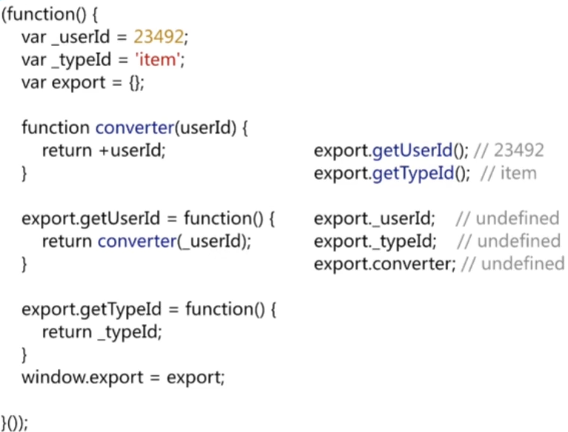 (function() {
var _userId = 23492;
var _typeId = 'item';
var export = {};
function converter(userId) {
return +userId;
}
export.getUserId = function() {
return converter(_userId);
}
export.getTypeId = function() {
return _typeId;
}
window.export = export;
}());
export.getUserId(); // 23492
export.getTypeId(); // item
export._userId; // undefined
export._typeId; // undefined
export.converter; // undefined